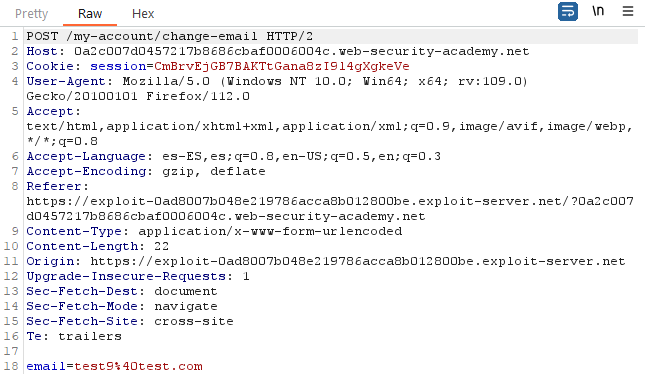 Pretty Raw Hex \n
1 POST /my-account/change-email HTTP/2
2 Host: 0a2c007d0457217b8686cbaf0006004c.web-security-academy.net
3 Cookie: session=CmBrvEjGB7BAKTtGana8zI9l4gXgkeVe
4 User-Agent: Mozilla/5.0 (Windows NT 10.0; Win64; x64; rv:109.0)
Gecko/20100101 Firefox/112.0
5 Accept:
text/html,application/xhtml+xml,application/xml;q=0.9,image/avif,image/webp,
*/*;q=0.8
6 Accept-Language: es-ES,es;q=0.8,en-US;q=0.5,en;q=0.3
7 Accept-Encoding: gzip, deflate
8 Referer:
https://exploit-0ad8007b048e219786acca8b012800be.exploit-server.net/?0a2c007
d0457217b8686cbaf0006004c.web-security-academy.net
9 Content-Type: application/x-www-form-urlencoded
10 Content-Length: 22
11 Origin: https://exploit-0ad8007b048e219786acca8b012800be.exploit-server.net
12 Upgrade-Insecure-Requests: 1
13 Sec-Fetch-Dest: document
14 Sec-Fetch-Mode: navigate
15 Sec-Fetch-Site: cross-site
16 Te: trailers
17
18 email=test9%40test.com